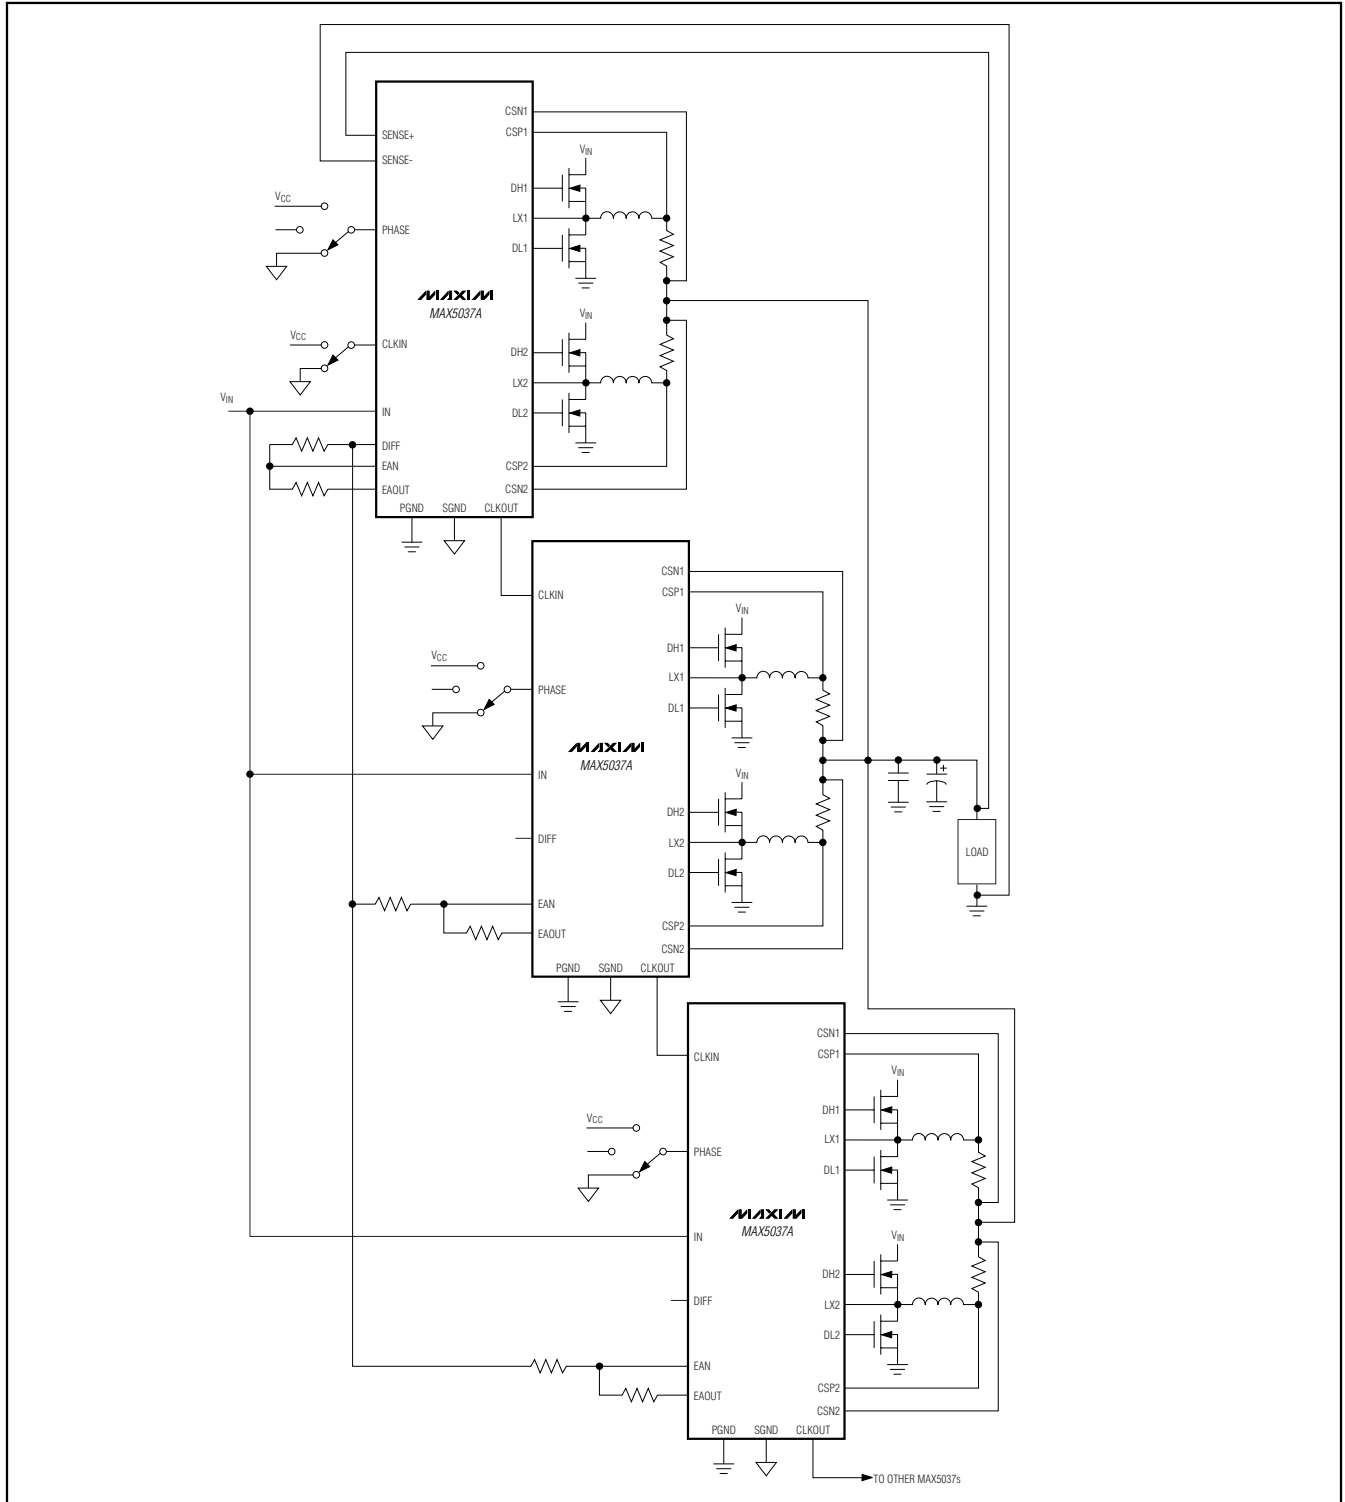 CSN1
CSP1
SENSE+
SENSE-
VIN
DH1
VCC
LX1
PHASE
DL1
MAXIM
MAX5037A
VIN
VCC
CLKIN
DH2
LX2
VIN
IN
DL2
DIFF
EAN
CSP2
EAOUT
CSN2
PGND SGND CLKOUT
CSN1
CLKIN
CSP1
VIN
DH1
VCC
LX1
PHASE
DL1
MAXIM
MAX5037A
IN
VIN
DH2
DIFF
LX2
LOAD
DL2
EAN
CSP2
EAOUT
CSN2
PGND SGND CLKOUT
CSN1
CSP1
CLKIN
VIN
DH1
VCC
LX1
PHASE
DL1
MAXIM
MAX5037A
IN
VIN
DH2
DIFF
LX2
DL2
EAN
CSP2
EAOUT
CSN2
PGND SGND CLKOUT
TO OTHER MAX5037s